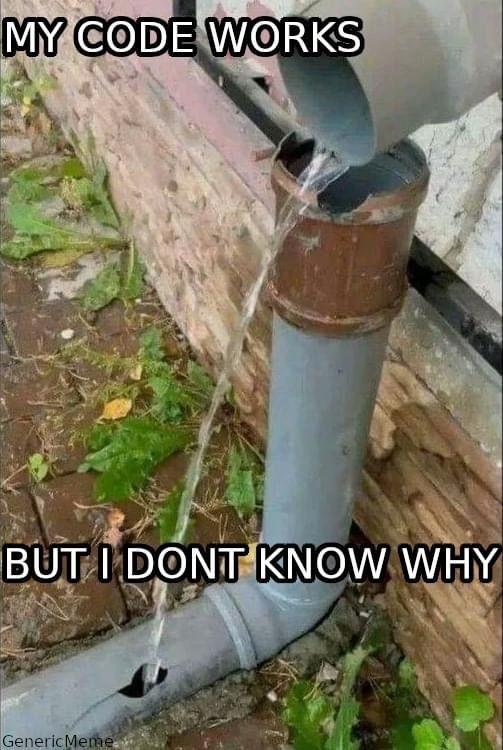 MY CODE WORKS
BUT I DONT KNOW WHY
GenericMeme